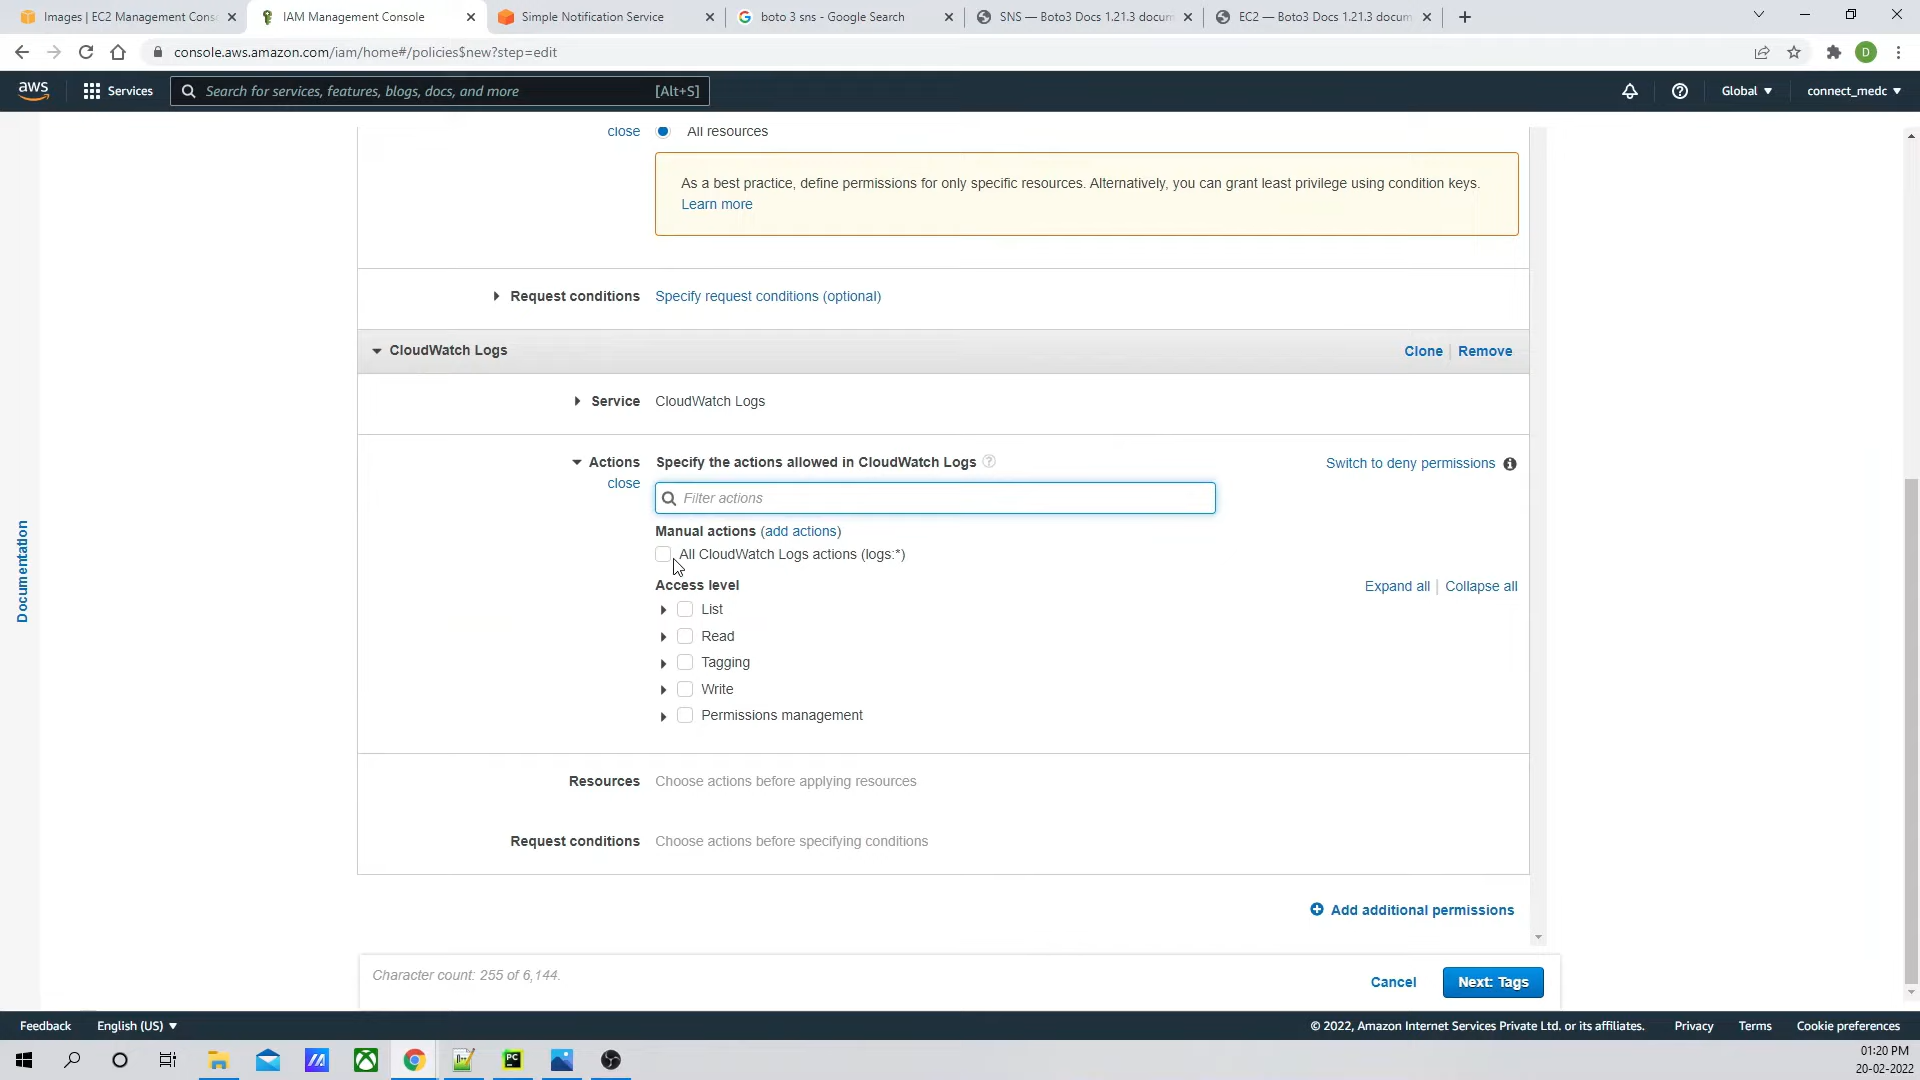 Images | EC2 Management Cons
IAM Management Console
Simple Notification Service
boto 3 sns - Google Search
SNS — Boto3 Docs 1.21.3 docum
EC2 — Boto3 Docs 1.21.3 docum
console.aws.amazon.com/iam/home#/policies$new?step=edit
D
aws
Services
Search for services, features, blogs, docs, and more
[Alt+S]
Global
connect_medc
close
All resources
As a best practice, define permissions for only specific resources. Alternatively, you can grant least privilege using condition keys.
Learn more
Request conditions
Specify request conditions (optional)
CloudWatch Logs
Clone
Remove
Service
CloudWatch Logs
Actions
close
Specify the actions allowed in CloudWatch Logs
Switch to deny permissions
Filter actions
Manual actions (add actions)
All CloudWatch Logs actions (logs:*)
Access level
Expand all
Collapse all
List
Read
Tagging
Write
Permissions management
Documentation
Resources
Choose actions before applying resources
Request conditions
Choose actions before specifying conditions
Add additional permissions
Character count: 255 of 6,144.
Cancel
Next: Tags
Feedback
English (US)
© 2022, Amazon Internet Services Private Ltd. or its affiliates.
Privacy
Terms
Cookie preferences
PC
01:20 PM
20-02-2022